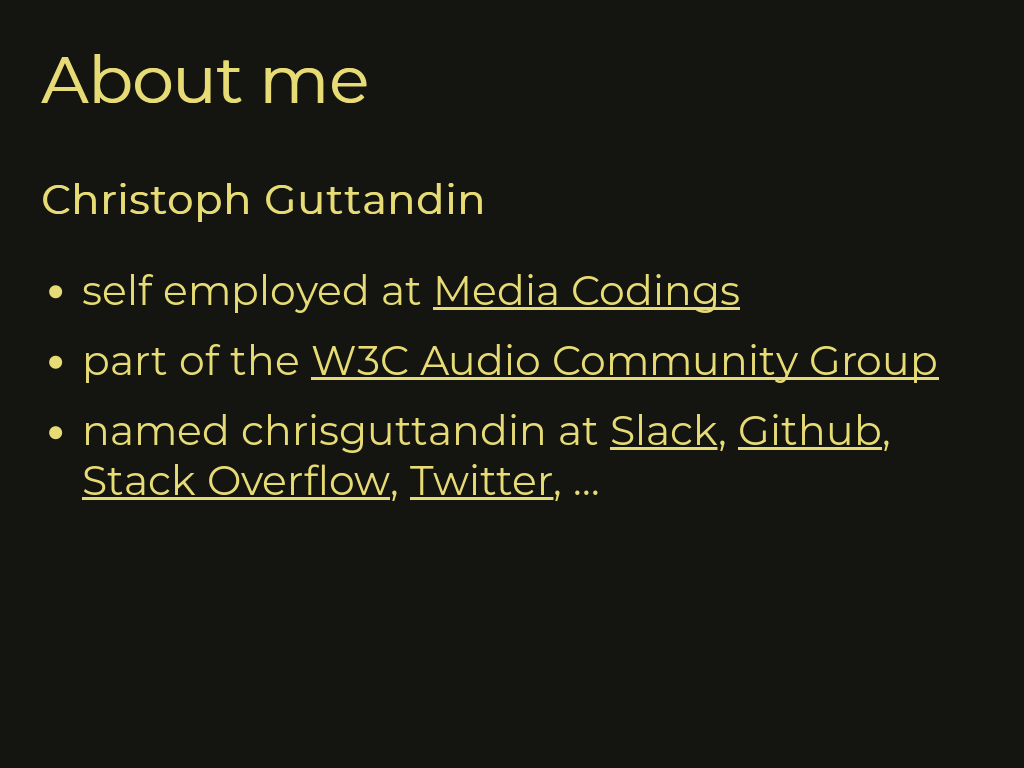 About me
Christoph Guttandin
• self employed at Media Codings
• part of the W3C Audio Community Group
• named chrisguttandin at Slack, Github,
Stack Overflow, Twitter, ...